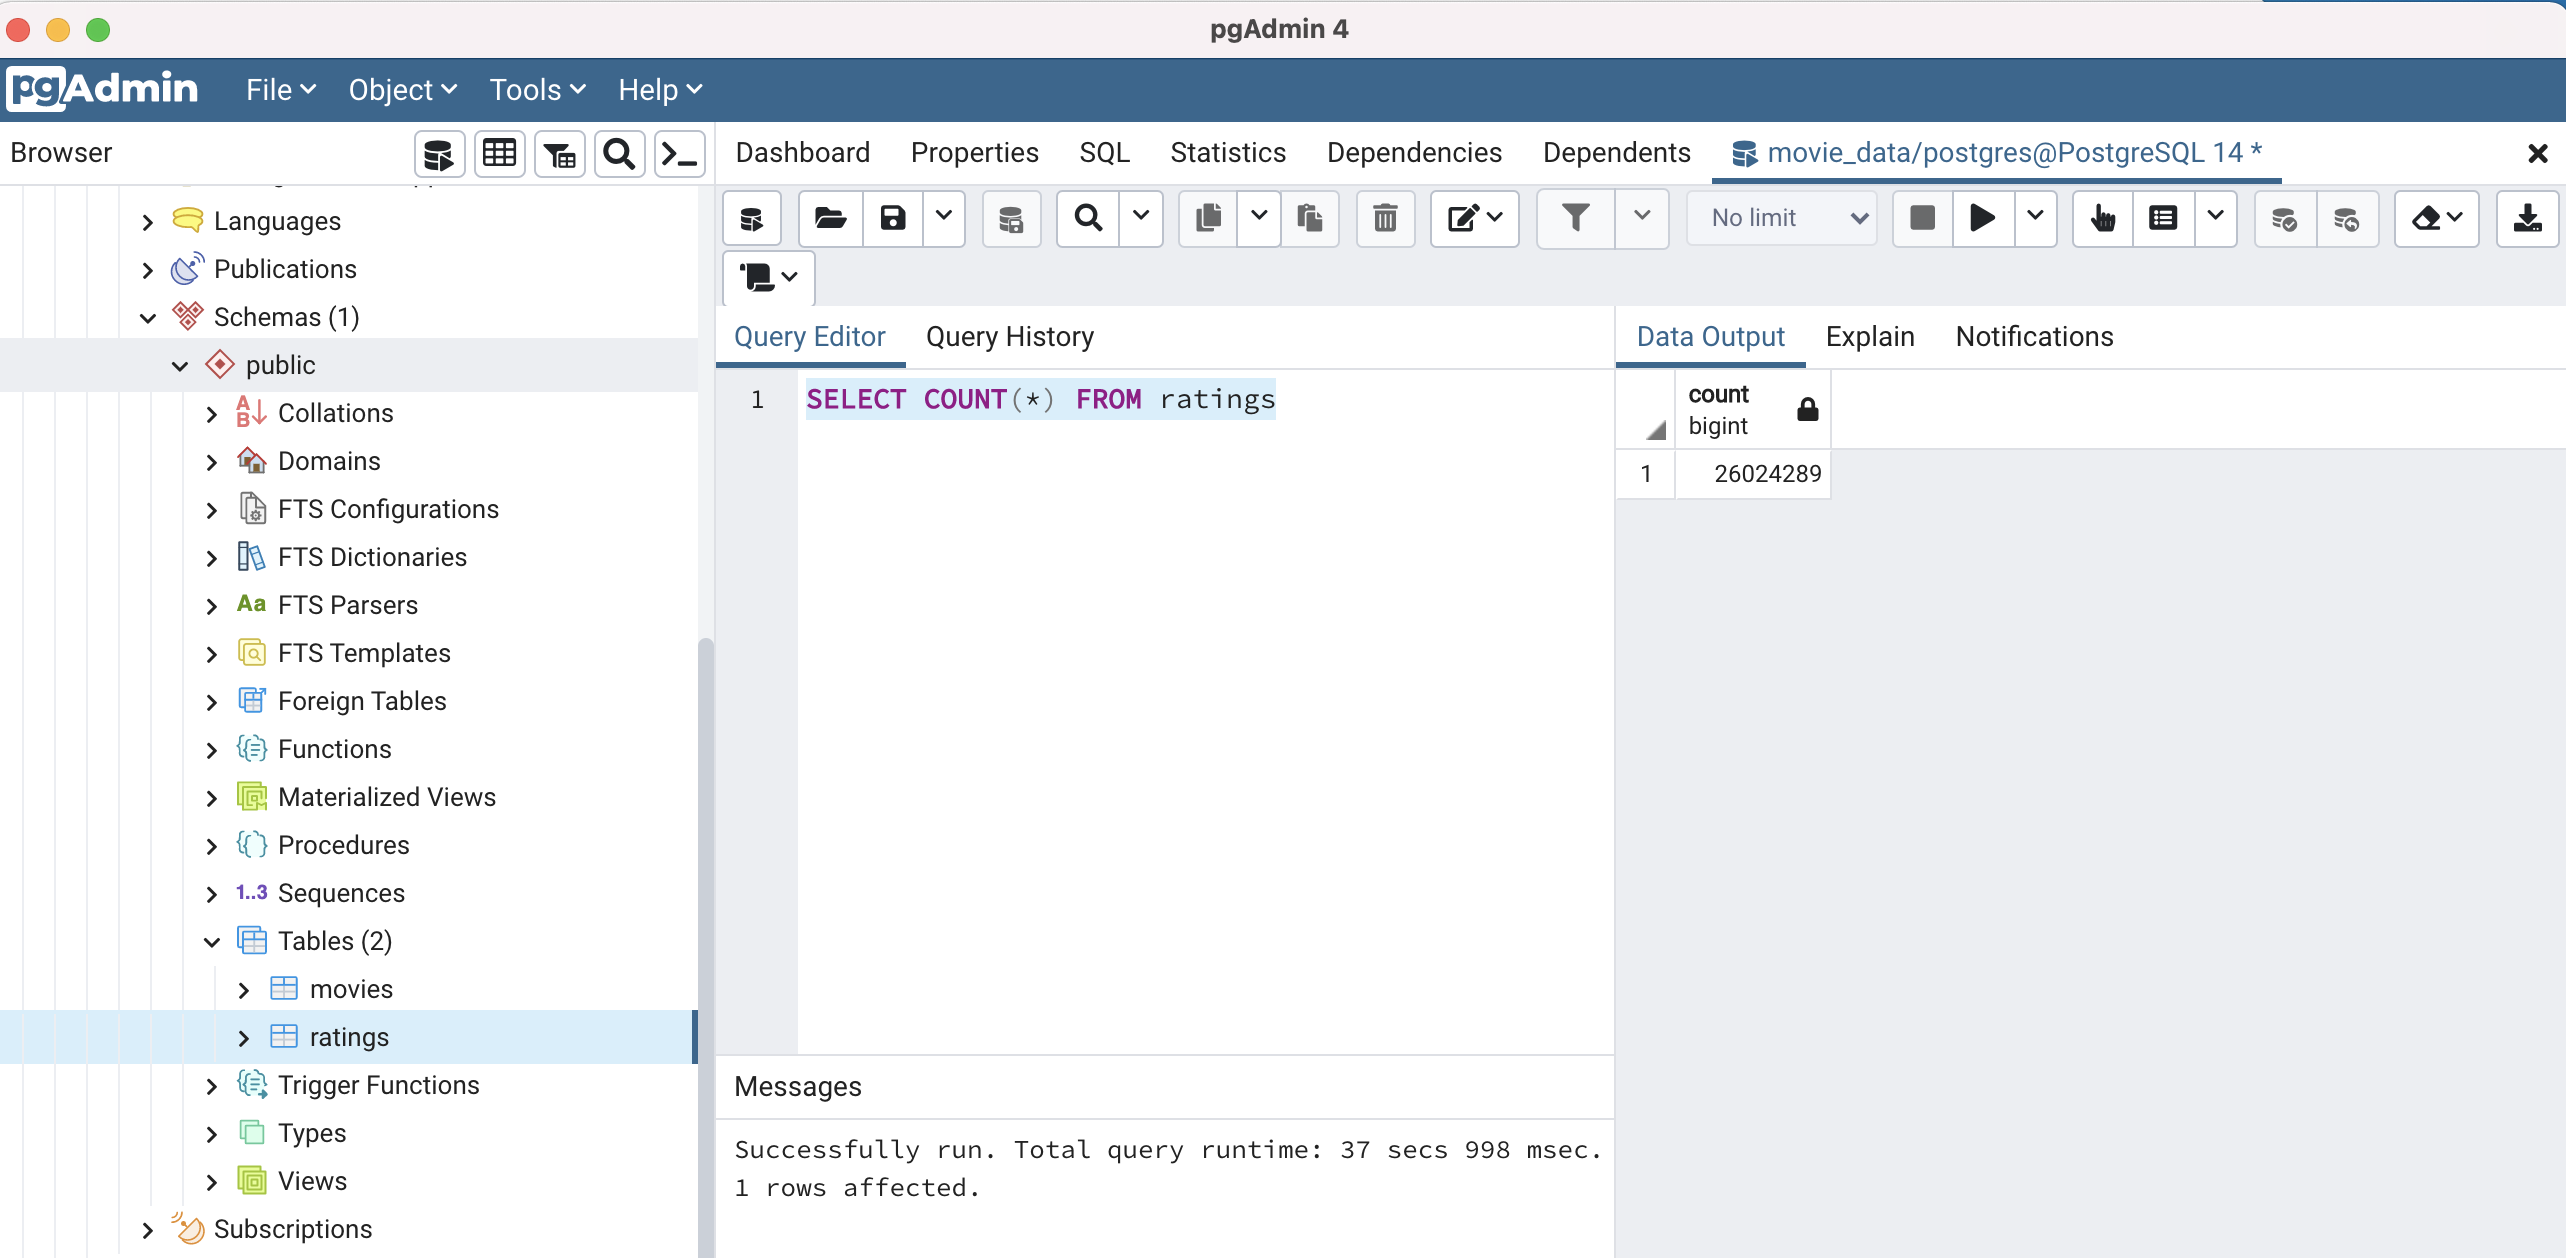 pgAdmin 4
pgAdmin File Object Tools Help
Browser
Dashboard Properties SQL Statistics Dependencies Dependents movie_data/postgres@PostgreSQL 14 *
No limit
Languages
Publications
Schemas (1)
public
Collations
Domains
FTS Configurations
FTS Dictionaries
Aa FTS Parsers
FTS Templates
Foreign Tables
Functions
Materialized Views
Procedures
1..3 Sequences
Tables (2)
movies
ratings
Trigger Functions
Types
Views
Subscriptions
Query Editor Query History
1 SELECT COUNT(*) FROM ratings
Messages
Successfully run. Total query runtime: 37 secs 998 msec.
1 rows affected.
Data Output Explain Notifications
count
bigint
1 26024289